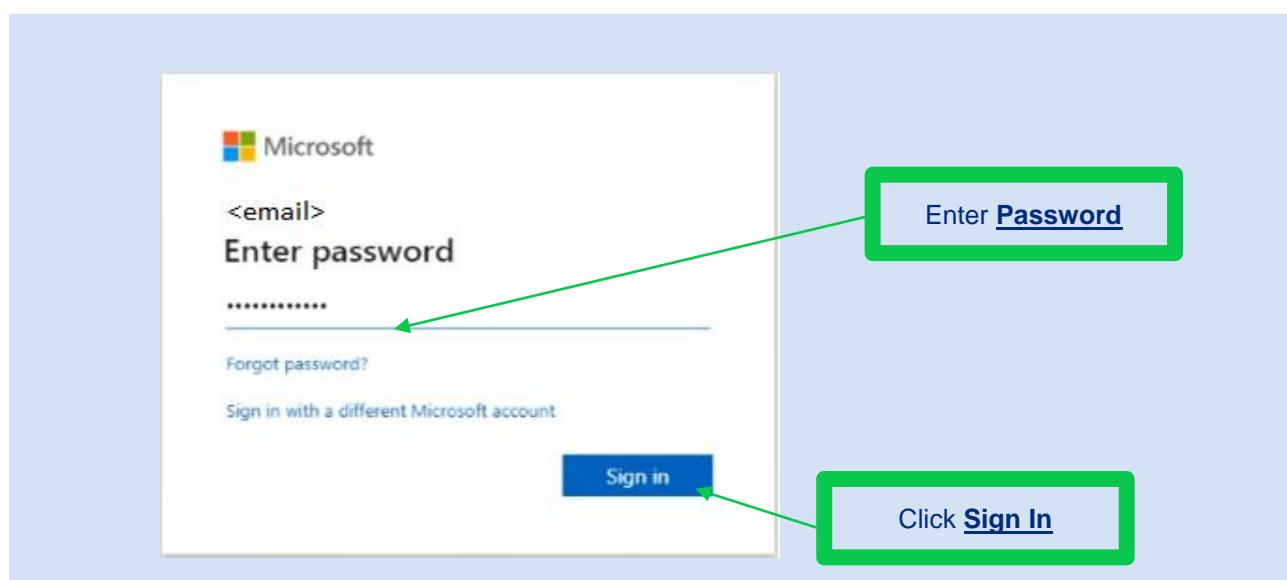 Microsoft
<email>
Enter password
••••••••••••
Forgot password?
Sign in with a different Microsoft account
Sign in
Enter Password
Click Sign In